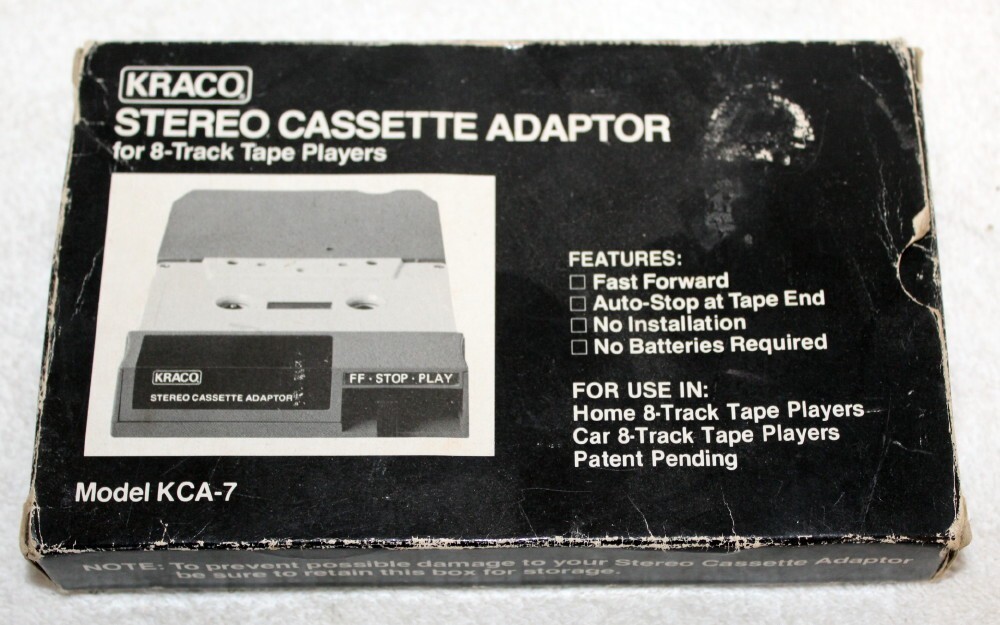 KRACO®
STEREO CASSETTE ADAPTOR
for 8-Track Tape Players
KRACO
STEREO CASSETTE ADAPTOR
FF · STOP · PLAY
Model KCA-7
FEATURES:
□ Fast Forward
□ Auto-Stop at Tape End
□ No Installation
□ No Batteries Required
FOR USE IN:
Home 8-Track Tape Players
Car 8-Track Tape Players
Patent Pending
NOTE: To prevent possible damage to your Stereo Cassette Adaptor
be sure to retain this box for storage.